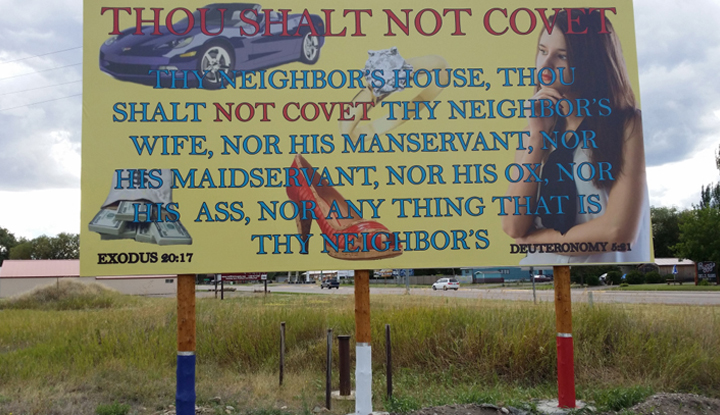 THOU SHALT NOT COVET
THY NEIGHBOR'S HOUSE, THOU
SHALT NOT COVET THY NEIGHBOR'S
WIFE, NOR HIS MANSERVANT, NOR
HIS MAIDSERVANT, NOR HIS OX, NOR
HIS ASS, NOR ANY THING THAT IS
THY NEIGHBOR'S
EXODUS 20:17
DEUTERONOMY 5:21